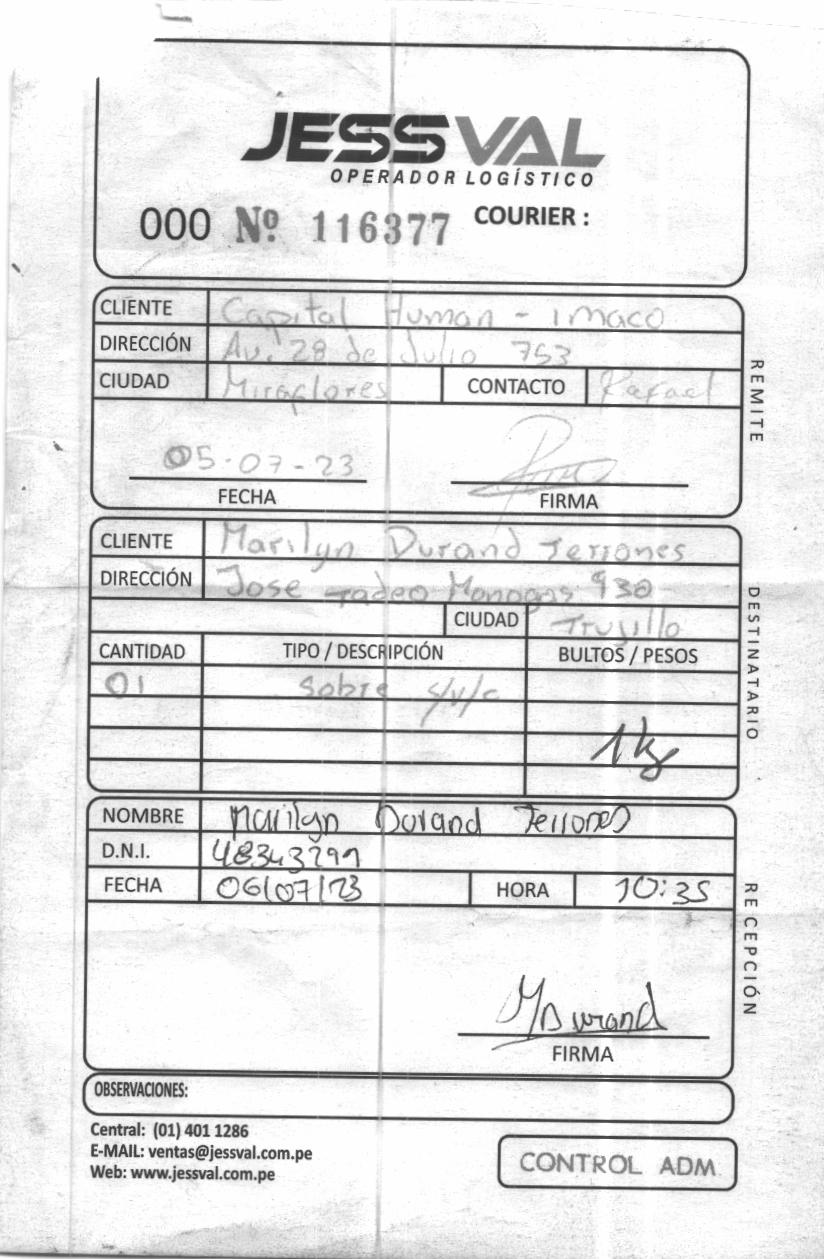 JESSVAL
OPERADOR LOGÍSTICO
000 Nº 116377 COURIER :
CLIENTE Capital Human - imaco
DIRECCIÓN Av. 28 de Julio 753
CIUDAD Miraflores CONTACTO Rafael
REMITE
05-07-23
FECHA FIRMA
CLIENTE Marilyn Durand Terrones
DIRECCIÓN Jose Tadeo Monagas 930
CIUDAD Trujillo
CANTIDAD TIPO / DESCRIPCIÓN BULTOS / PESOS
01 Sobre s/v/c
1 kg
DESTINATARIO
NOMBRE Marilyn Durand Terrones
D.N.I. 48343299
FECHA 06/07/23 HORA 10:35
RECEPCIÓN
MDurand
FIRMA
OBSERVACIONES:
Central: (01) 401 1286
E-MAIL: ventas@jessval.com.pe
Web: www.jessval.com.pe
CONTROL ADM